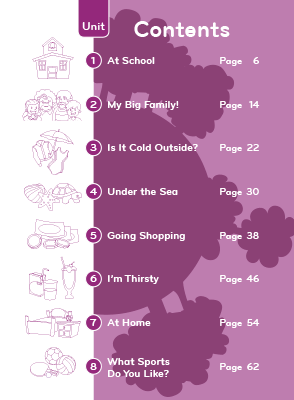 Unit Contents
1 At School Page 6
2 My Big Family! Page 14
3 Is It Cold Outside? Page 22
4 Under the Sea Page 30
5 Going Shopping Page 38
6 I'm Thirsty Page 46
7 At Home Page 54
8 What Sports
Do You Like? Page 62